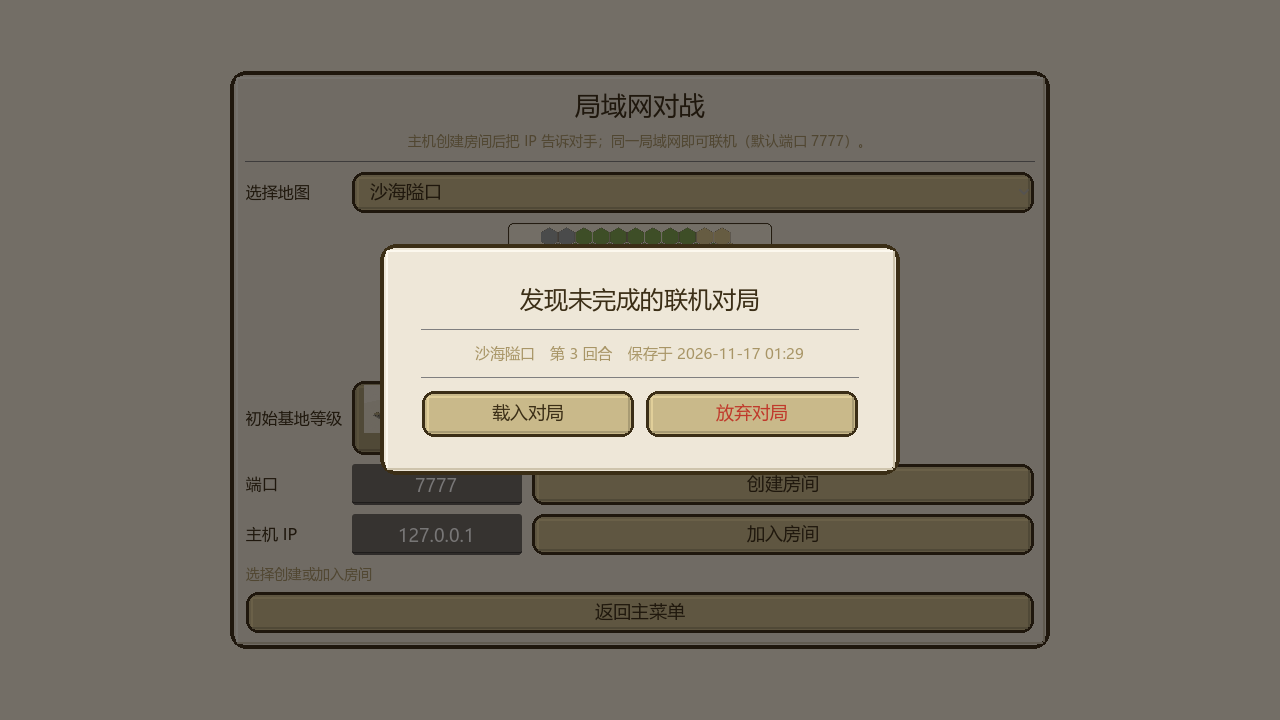 局域网对战
主机创建房间后把 IP 告诉对手；同一局域网即可联机（默认端口 7777）。
选择地图
沙海隘口
发现未完成的联机对局
沙海隘口 第 3 回合 保存于 2026-11-17 01:29
载入对局 放弃对局
初始基地等级
端口 7777 创建房间
主机 IP 127.0.0.1 加入房间
选择创建或加入房间
返回主菜单